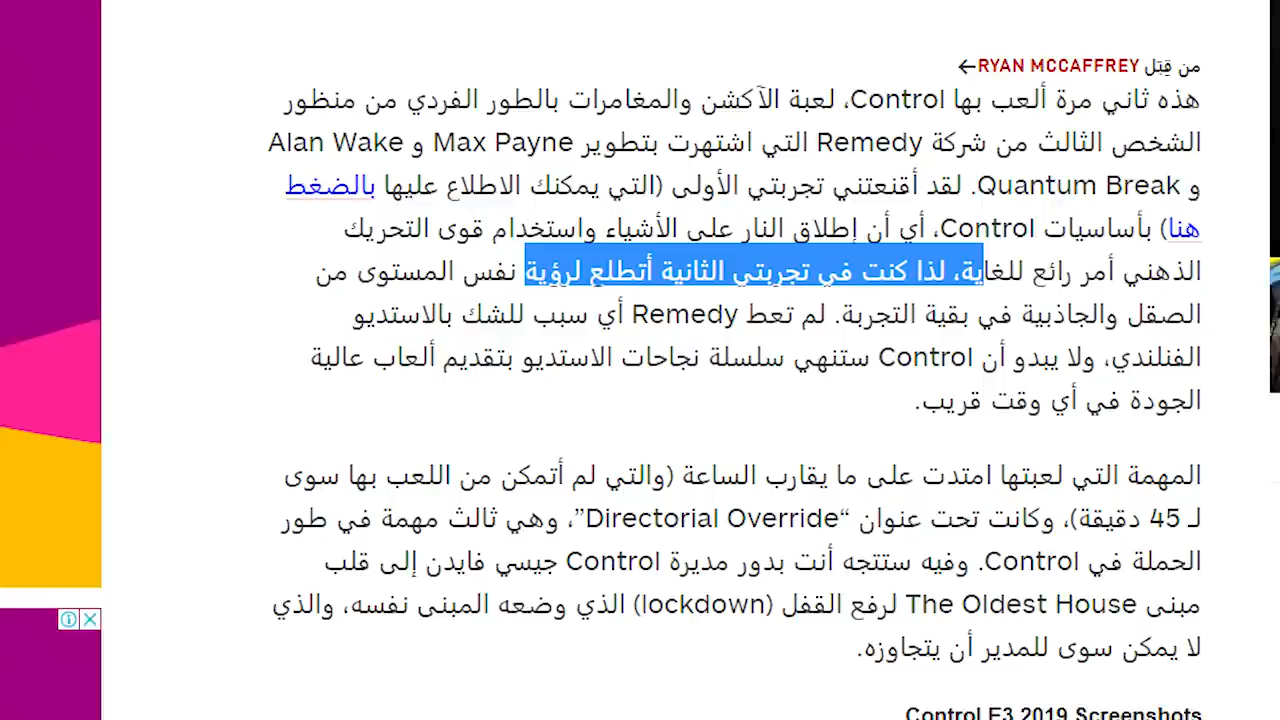 من قِبَل RYAN MCCAFFREY
هذه ثاني مرة ألعب بها Control، لعبة الآكشن والمغامرات بالطور الفردي من منظور
الشخص الثالث من شركة Remedy التي اشتهرت بتطوير Max Payne و Alan Wake
و Quantum Break. لقد أقنعتني تجربتي الأولى (التي يمكنك الاطلاع عليها بالضغط
هنا) بأساسيات Control، أي أن إطلاق النار على الأشياء واستخدام قوى التحريك
الذهني أمر رائع للغاية، لذا كنت في تجربتي الثانية أتطلع لرؤية نفس المستوى من
الصقل والجاذبية في بقية التجربة. لم تعط Remedy أي سبب للشك بالاستديو
الفنلندي، ولا يبدو أن Control ستنهي سلسلة نجاحات الاستديو بتقديم ألعاب عالية
الجودة في أي وقت قريب.
المهمة التي لعبتها امتدت على ما يقارب الساعة (والتي لم أتمكن من اللعب بها سوى
لـ 45 دقيقة)، وكانت تحت عنوان “Directorial Override”، وهي ثالث مهمة في طور
الحملة في Control. وفيه ستتجه أنت بدور مديرة Control جيسي فايدن إلى قلب
مبنى The Oldest House لرفع القفل (lockdown) الذي وضعه المبنى نفسه، والذي
لا يمكن سوى للمدير أن يتجاوزه.
Control E3 2019 Screenshots